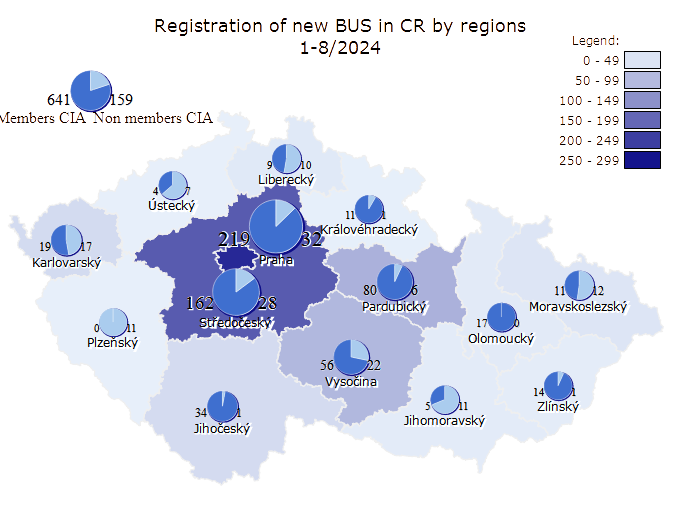 Registration of new BUS in CR by regions
1-8/2024
Legend:
0 - 49
50 - 99
100 - 149
150 - 199
200 - 249
250 - 299
641 159
Members CIA Non members CIA
9 10
Liberecký
4 7
Ústecký
11 1
Královéhradecký
19 17
Karlovarský
219 32
Praha
162 28
Středočeský
80 6
Pardubický
11 12
Moravskoslezský
0 11
Plzeňský
17 0
Olomoucký
56 22
Vysočina
14 1
Zlínský
34 1
Jihočeský
5 11
Jihomoravský